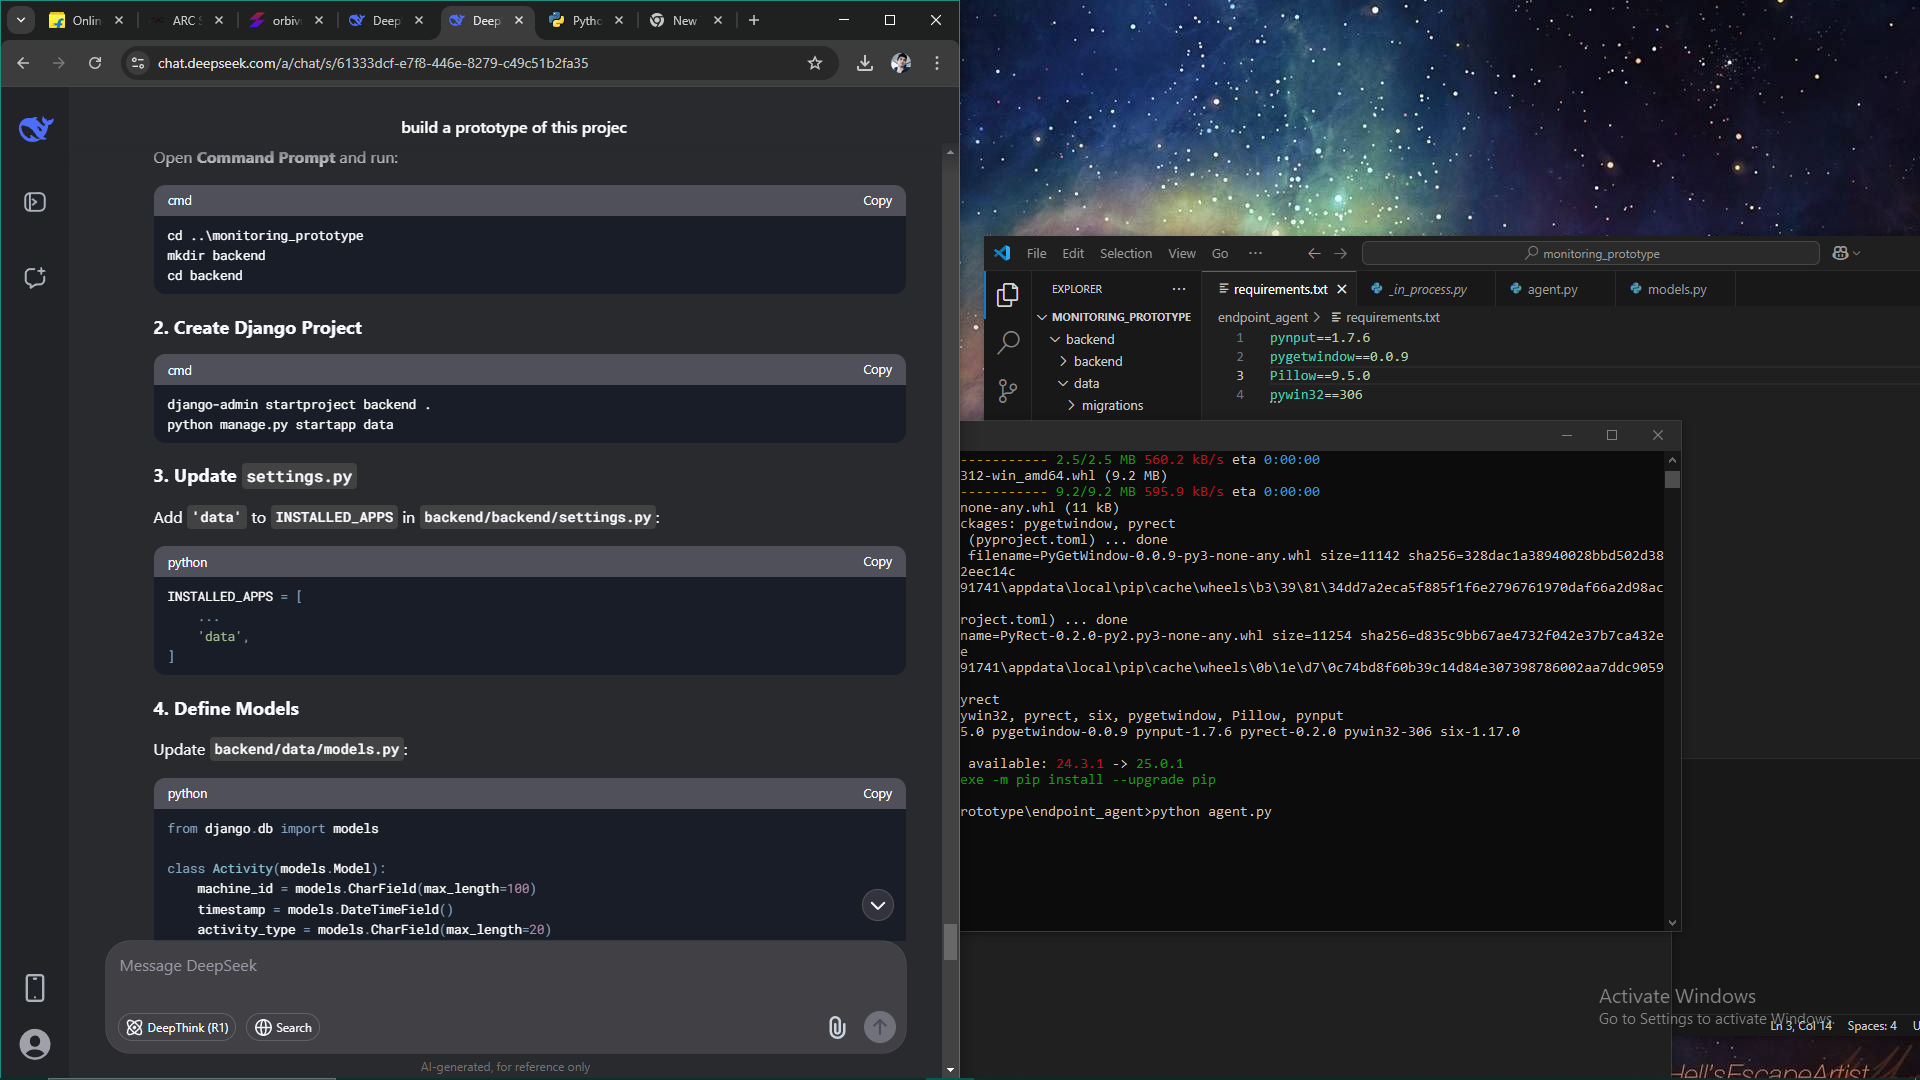 Onlin
ARC S
orbiv
Deep
Deep
Pytho
New
chat.deepseek.com/a/chat/s/61333dcf-e7f8-446e-8279-c49c51b2fa35
build a prototype of this projec
Open Command Prompt and run:
cmd
Copy
cd ..\monitoring_prototype
mkdir backend
cd backend
2. Create Django Project
cmd
Copy
django-admin startproject backend .
python manage.py startapp data
3. Update settings.py
Add 'data' to INSTALLED_APPS in backend/backend/settings.py:
python
Copy
INSTALLED_APPS = [
...
'data',
]
4. Define Models
Update backend/data/models.py:
python
Copy
from django.db import models
class Activity(models.Model):
machine_id = models.CharField(max_length=100)
timestamp = models.DateTimeField()
activity_type = models.CharField(max_length=20)
Message DeepSeek
DeepThink (R1)
Search
AI-generated, for reference only
File Edit Selection View Go ...
monitoring_prototype
EXPLORER
requirements.txt
_in_process.py
agent.py
models.py
MONITORING_PROTOTYPE
endpoint_agent > requirements.txt
backend
backend
data
migrations
1 pynput==1.7.6
2 pygetwindow==0.0.9
3 Pillow==9.5.0
4 pywin32==306
----------- 2.5/2.5 MB 560.2 kB/s eta 0:00:00
312-win_amd64.whl (9.2 MB)
----------- 9.2/9.2 MB 595.9 kB/s eta 0:00:00
none-any.whl (11 kB)
ckages: pygetwindow, pyrect
(pyproject.toml) ... done
filename=PyGetWindow-0.0.9-py3-none-any.whl size=11142 sha256=328dac1a38940028bbd502d38
2eec14c
91741\appdata\local\pip\cache\wheels\b3\39\81\34dd7a2eca5f885f1f6e2796761970daf66a2d98ac
roject.toml) ... done
name=PyRect-0.2.0-py2.py3-none-any.whl size=11254 sha256=d835c9bb67ae4732f042e37b7ca432e
e
91741\appdata\local\pip\cache\wheels\0b\1e\d7\0c74bd8f60b39c14d84e307398786002aa7ddc9059
yrect
ywin32, pyrect, six, pygetwindow, Pillow, pynput
5.0 pygetwindow-0.0.9 pynput-1.7.6 pyrect-0.2.0 pywin32-306 six-1.17.0
available: 24.3.1 -> 25.0.1
exe -m pip install --upgrade pip
rototype\endpoint_agent>python agent.py
Activate Windows
Go to Settings to activate Windows.
Ln 3, Col 14 Spaces: 4 U
Hell'sEscapeArtist